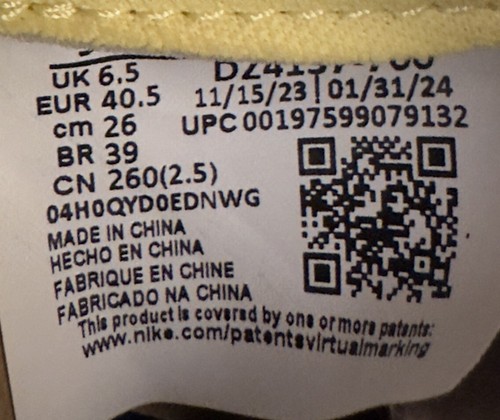 UK 6.5
EUR 40.5
11/15/23 | 01/31/24
cm 26
UPC 00197599079132
BR 39
CN 260(2.5)
04H0QYD0EDNWG
MADE IN CHINA
HECHO EN CHINA
FABRIQUE EN CHINE
FABRICADO NA CHINA
This product is covered by one or more patents:
www.nike.com/patentsvirtualmarking